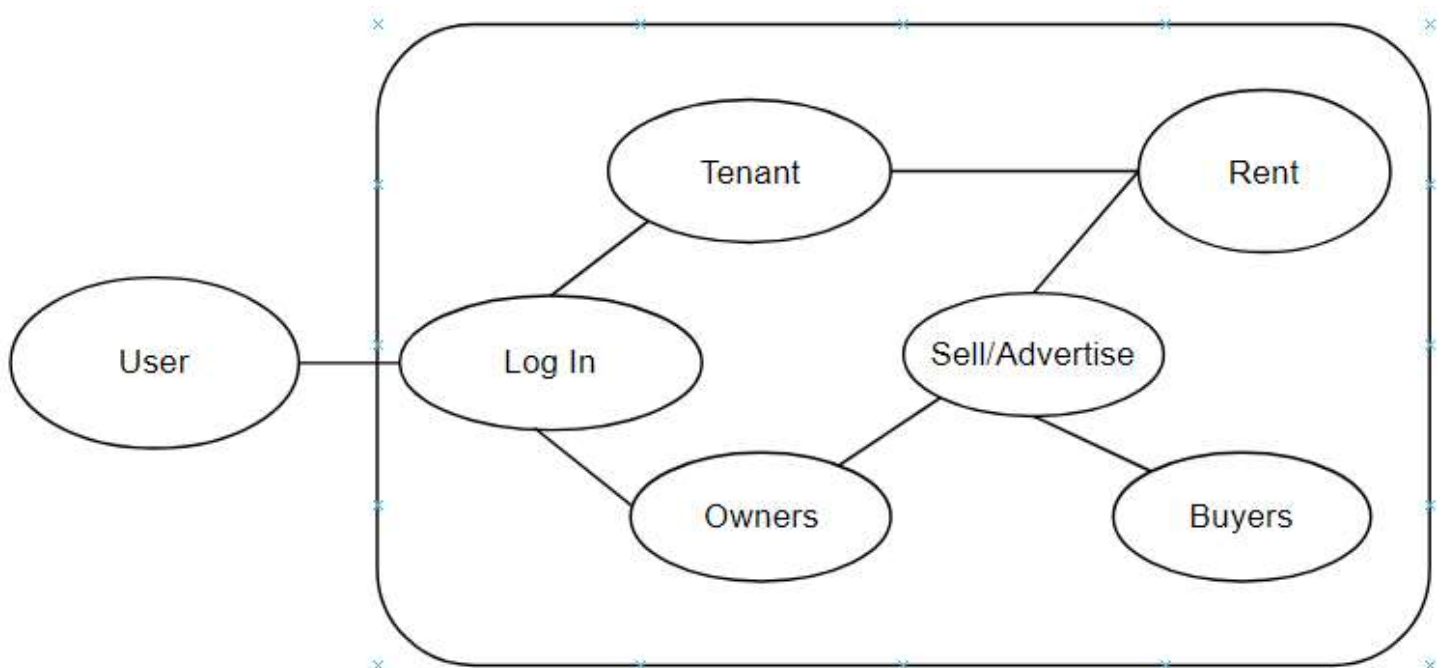 Tenant
Rent
User
Log In
Sell/Advertise
Owners
Buyers